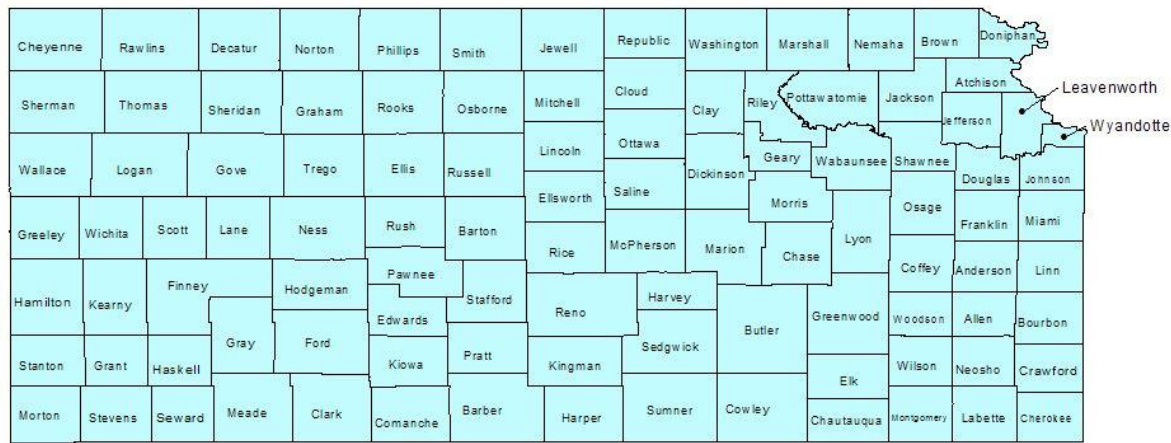 Cheyenne
Rawlins
Decatur
Norton
Phillips
Smith
Jewell
Republic
Washington
Marshall
Nemaha
Brown
Doniphan
Sherman
Thomas
Sheridan
Graham
Rooks
Osborne
Mitchell
Cloud
Clay
Riley
Pottawatomie
Jackson
Atchison
Jefferson
Leavenworth
Wyandotte
Wallace
Logan
Gove
Trego
Ellis
Russell
Lincoln
Ottawa
Dickinson
Geary
Wabaunsee
Shawnee
Douglas
Johnson
Ellsworth
Saline
Morris
Osage
Greeley
Wichita
Scott
Lane
Ness
Rush
Barton
Rice
McPherson
Marion
Chase
Lyon
Franklin
Miami
Hamilton
Kearny
Finney
Hodgeman
Pawnee
Stafford
Reno
Harvey
Coffey
Anderson
Linn
Edwards
Gray
Ford
Sedgwick
Butler
Greenwood
Woodson
Allen
Bourbon
Stanton
Grant
Haskell
Kiowa
Pratt
Kingman
Elk
Wilson
Neosho
Crawford
Morton
Stevens
Seward
Meade
Clark
Comanche
Barber
Harper
Sumner
Cowley
Chautauqua
Montgomery
Labette
Cherokee